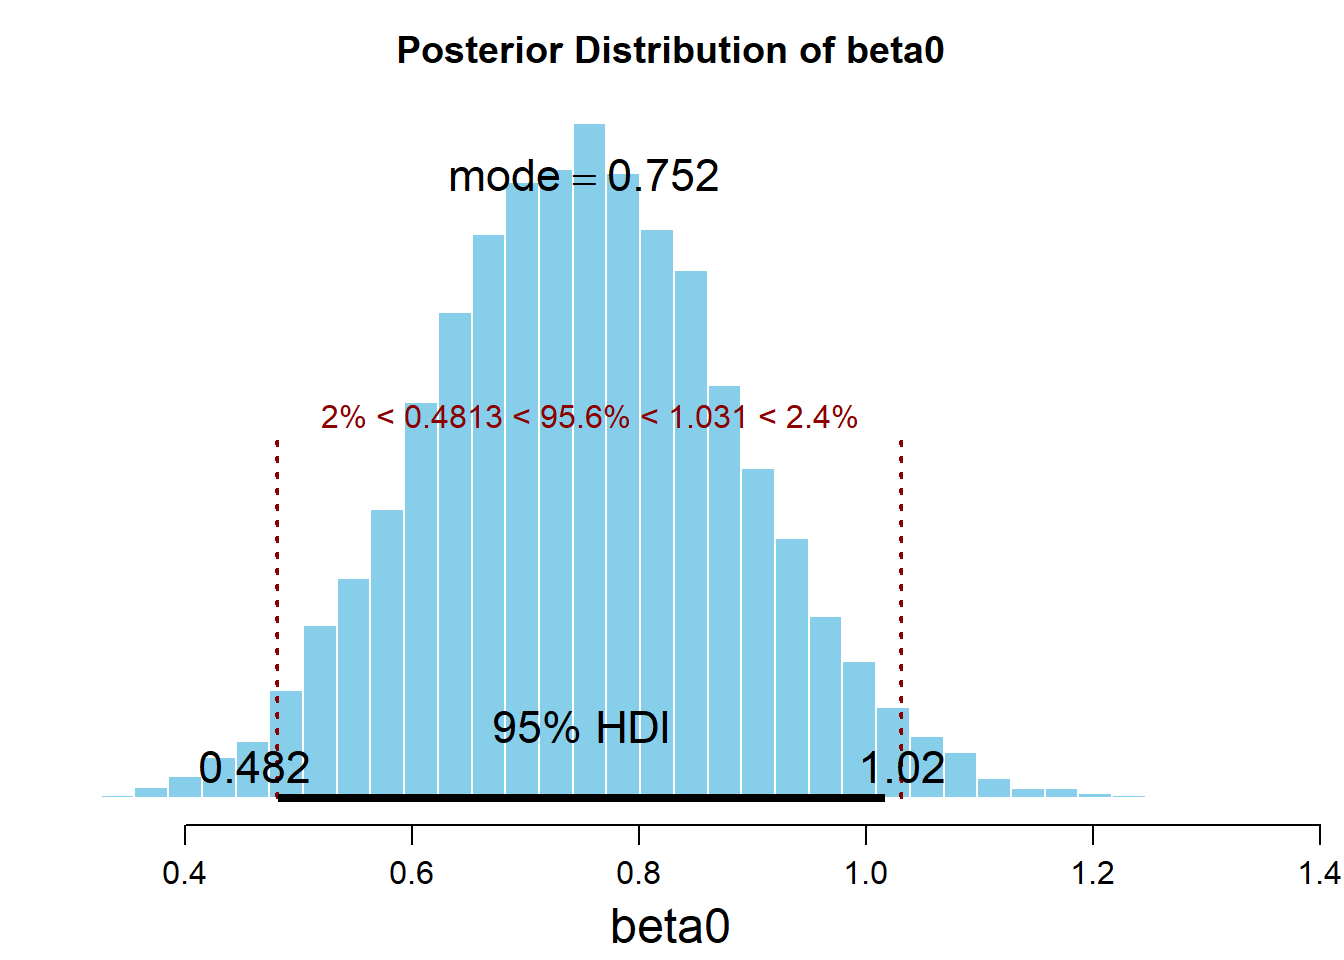 Posterior Distribution of beta0
mode = 0.752
2% < 0.4813 < 95.6% < 1.031 < 2.4%
95% HDI
0.482 1.02
0.4 0.6 0.8 1.0 1.2 1.4
beta0